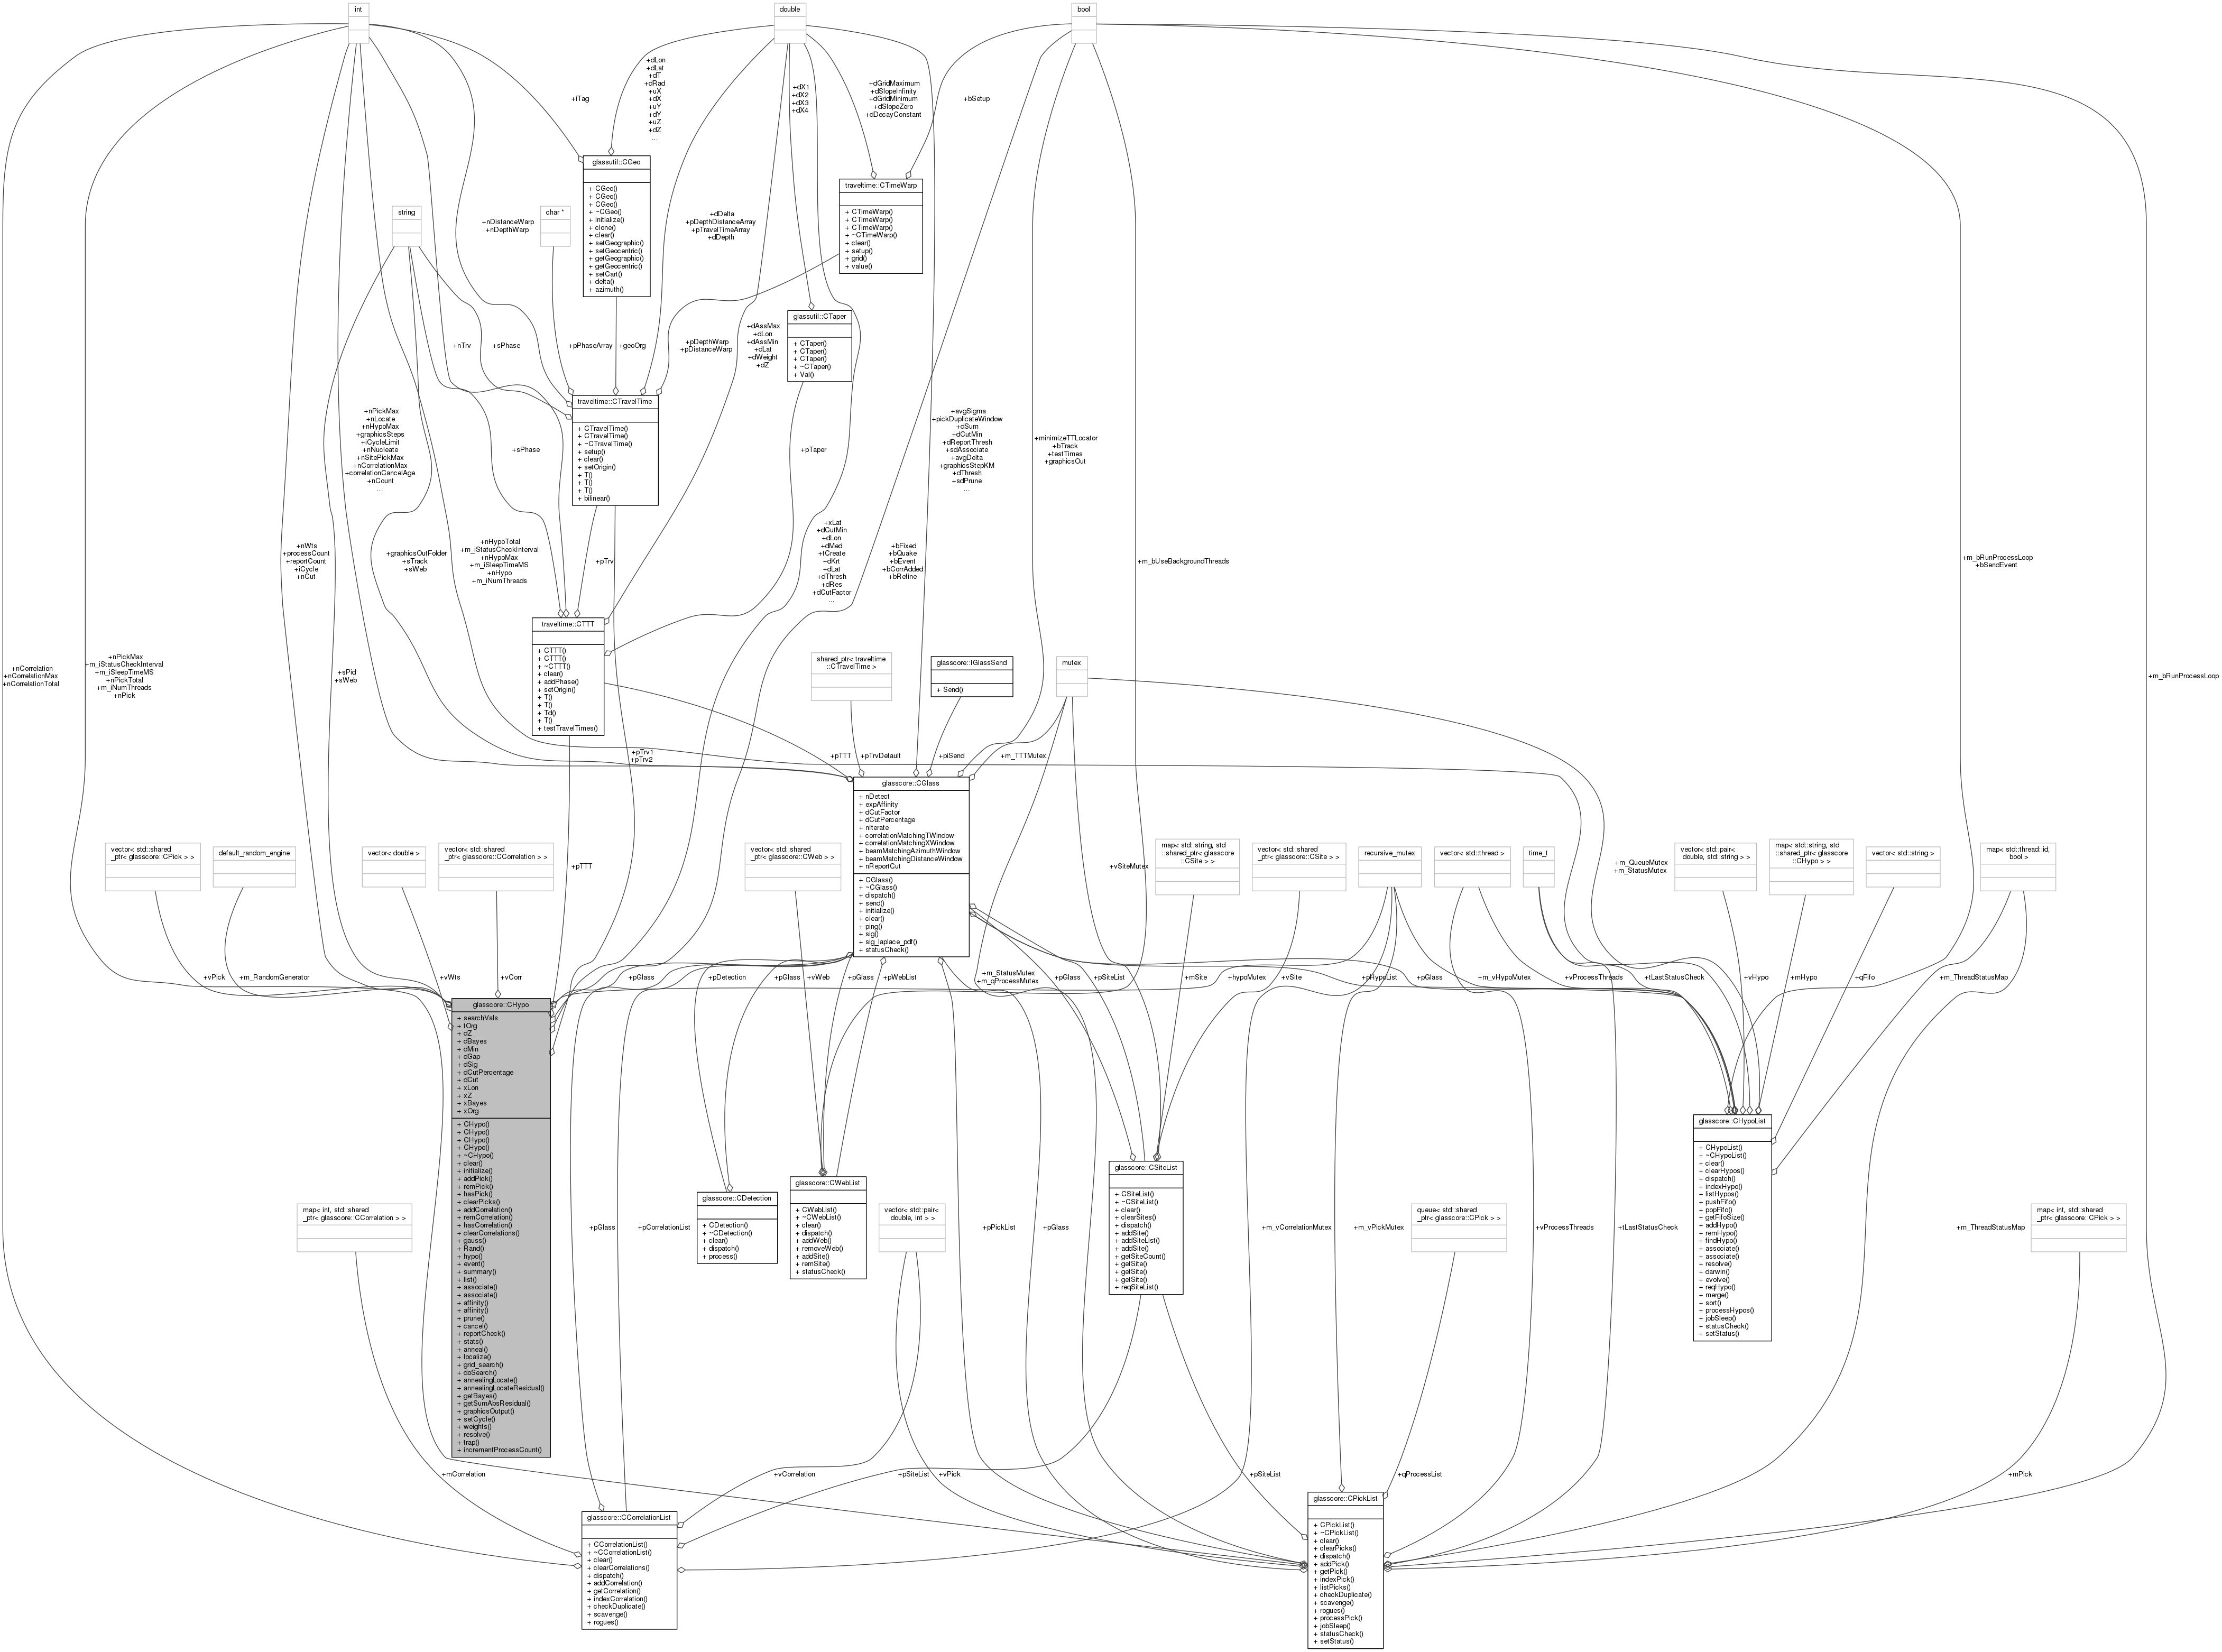 int
double
bool
+dLon
+dLat
+dT
+dRad
+uX
+dX
+uY
+dY
+uZ
+dZ
...
+iTag
+dX1
+dX2
+dX3
+dX4
+dGridMaximum
+dSlopeInfinity
+dGridMinimum
+dSlopeZero
+dDecayConstant
+bSetup
glassutil::CGeo
+ CGeo()
+ CGeo()
+ CGeo()
+ ~CGeo()
+ initialize()
+ clone()
+ clear()
+ setGeographic()
+ setGeocentric()
+ getGeographic()
+ getGeocentric()
+ setCart()
+ delta()
+ azimuth()
traveltime::CTimeWarp
+ CTimeWarp()
+ CTimeWarp()
+ CTimeWarp()
+ ~CTimeWarp()
+ clear()
+ setup()
+ grid()
+ value()
string
char *
+nDistanceWarp
+nDepthWarp
+dDelta
+pDepthDistanceArray
+pTravelTimeArray
+dDepth
glassutil::CTaper
+ CTaper()
+ CTaper()
+ CTaper()
+ ~CTaper()
+ Val()
+nTrv
+sPhase
+pPhaseArray
+geoOrg
+pDepthWarp
+pDistanceWarp
+dAssMax
+dLon
+dAssMin
+dLat
+dWeight
+dZ
traveltime::CTravelTime
+ CTravelTime()
+ CTravelTime()
+ ~CTravelTime()
+ setup()
+ clear()
+ setOrigin()
+ T()
+ T()
+ T()
+ bilinear()
+nPickMax
+nLocate
+nHypoMax
+graphicsSteps
+iCycleLimit
+nNucleate
+nSitePickMax
+nCorrelationMax
+correlationCancelAge
+nCount
...
+sPhase
+pTaper
+avgSigma
+pickDuplicateWindow
+dSum
+dCutMin
+dReportThresh
+sdAssociate
+avgDelta
+graphicsStepKM
+dThresh
+sdPrune
...
+minimizeTTLocator
+bTrack
+testTimes
+graphicsOut
+nWts
+processCount
+reportCount
+iCycle
+nCut
+graphicsOutFolder
+sTrack
+sWeb
+nHypoTotal
+m_iStatusCheckInterval
+nHypoMax
+m_iSleepTimeMS
+nHypo
+m_iNumThreads
+pTrv
+xLat
+dCutMin
+dLon
+dMed
+tCreate
+dKrt
+dLat
+dThresh
+dRes
+dCutFactor
...
+bFixed
+bQuake
+bEvent
+bCorrAdded
+bRefine
+m_bUseBackgroundThreads
+m_bRunProcessLoop
+bSendEvent
traveltime::CTTT
+ CTTT()
+ CTTT()
+ ~CTTT()
+ clear()
+ addPhase()
+ setOrigin()
+ T()
+ T()
+ Td()
+ T()
+ testTravelTimes()
shared_ptr< traveltime
::CTravelTime >
glasscore::IGlassSend
+ Send()
mutex
+nCorrelation
+nCorrelationMax
+nCorrelationTotal
+nPickMax
+m_iStatusCheckInterval
+m_iSleepTimeMS
+nPickTotal
+m_iNumThreads
+nPick
+sPid
+sWeb
+m_bRunProcessLoop
+pTrv1
+pTrv2
+pTTT
+pTrvDefault
+piSend
+m_TTTMutex
glasscore::CGlass
+ nDetect
+ expAffinity
+ dCutFactor
+ dCutPercentage
+ nIterate
+ correlationMatchingTWindow
+ correlationMatchingXWindow
+ beamMatchingAzimuthWindow
+ beamMatchingDistanceWindow
+ nReportCut
+ CGlass()
+ ~CGlass()
+ dispatch()
+ send()
+ initialize()
+ clear()
+ ping()
+ sig()
+ sig_laplace_pdf()
+ statusCheck()
vector< std::shared
_ptr< glasscore::CPick > >
default_random_engine
vector< double >
vector< std::shared
_ptr< glasscore::CCorrelation > >
+pTTT
vector< std::shared
_ptr< glasscore::CWeb > >
+vSiteMutex
map< std::string, std
::shared_ptr< glasscore
::CSite > >
vector< std::shared
_ptr< glasscore::CSite > >
recursive_mutex
vector< std::thread >
time_t
+m_QueueMutex
+m_StatusMutex
vector< std::pair<
double, std::string > >
map< std::string, std
::shared_ptr< glasscore
::CHypo > >
vector< std::string >
map< std::thread::id,
bool >
+vPick
+m_RandomGenerator
+vWts
+vCorr
+pGlass
+pDetection
+pGlass
+vWeb
+pGlass
+pWebList
+m_StatusMutex
+m_qProcessMutex
+pGlass
+pSiteList
+mSite
+hypoMutex
+vSite
+pHypoList
+pGlass
+m_vHypoMutex
+vProcessThreads
+tLastStatusCheck
+vHypo
+mHypo
+qFifo
+m_ThreadStatusMap
glasscore::CHypo
+ searchVals
+ tOrg
+ dZ
+ dBayes
+ dMin
+ dGap
+ dSig
+ dCutPercentage
+ dCut
+ xLon
+ xZ
+ xBayes
+ xOrg
+ CHypo()
+ CHypo()
+ CHypo()
+ CHypo()
+ ~CHypo()
+ clear()
+ initialize()
+ addPick()
+ remPick()
+ hasPick()
+ clearPicks()
+ addCorrelation()
+ remCorrelation()
+ hasCorrelation()
+ clearCorrelations()
+ gauss()
+ Rand()
+ hypo()
+ event()
+ summary()
+ list()
+ associate()
+ associate()
+ affinity()
+ affinity()
+ prune()
+ cancel()
+ reportCheck()
+ stats()
+ anneal()
+ localize()
+ grid_search()
+ doSearch()
+ annealingLocate()
+ annealingLocateResidual()
+ getBayes()
+ getSumAbsResidual()
+ graphicsOutput()
+ setCycle()
+ weights()
+ resolve()
+ trap()
+ incrementProcessCount()
glasscore::CHypoList
+ CHypoList()
+ ~CHypoList()
+ clear()
+ clearHypos()
+ dispatch()
+ indexHypo()
+ listHypos()
+ pushFifo()
+ popFifo()
+ getFifoSize()
+ addHypo()
+ remHypo()
+ findHypo()
+ associate()
+ associate()
+ resolve()
+ darwin()
+ evolve()
+ reqHypo()
+ merge()
+ sort()
+ processHypos()
+ jobSleep()
+ statusCheck()
+ setStatus()
glasscore::CDetection
+ CDetection()
+ ~CDetection()
+ clear()
+ dispatch()
+ process()
glasscore::CWebList
+ CWebList()
+ ~CWebList()
+ clear()
+ dispatch()
+ addWeb()
+ removeWeb()
+ addSite()
+ remSite()
+ statusCheck()
glasscore::CSiteList
+ CSiteList()
+ ~CSiteList()
+ clear()
+ clearSites()
+ dispatch()
+ addSite()
+ addSiteList()
+ addSite()
+ getSiteCount()
+ getSite()
+ getSite()
+ getSite()
+ reqSiteList()
map< int, std::shared
_ptr< glasscore::CCorrelation > >
vector< std::pair<
double, int > >
queue< std::shared
_ptr< glasscore::CPick > >
map< int, std::shared
_ptr< glasscore::CPick > >
+pGlass
+pCorrelationList
+pPickList
+pGlass
+m_vCorrelationMutex
+m_vPickMutex
+vProcessThreads
+tLastStatusCheck
+m_ThreadStatusMap
+mCorrelation
+vCorrelation
+pSiteList
+vPick
+pSiteList
+qProcessList
+mPick
glasscore::CCorrelationList
+ CCorrelationList()
+ ~CCorrelationList()
+ clear()
+ clearCorrelations()
+ dispatch()
+ addCorrelation()
+ getCorrelation()
+ indexCorrelation()
+ checkDuplicate()
+ scavenge()
+ rogues()
glasscore::CPickList
+ CPickList()
+ ~CPickList()
+ clear()
+ clearPicks()
+ dispatch()
+ addPick()
+ getPick()
+ indexPick()
+ listPicks()
+ checkDuplicate()
+ scavenge()
+ rogues()
+ processPick()
+ jobSleep()
+ statusCheck()
+ setStatus()